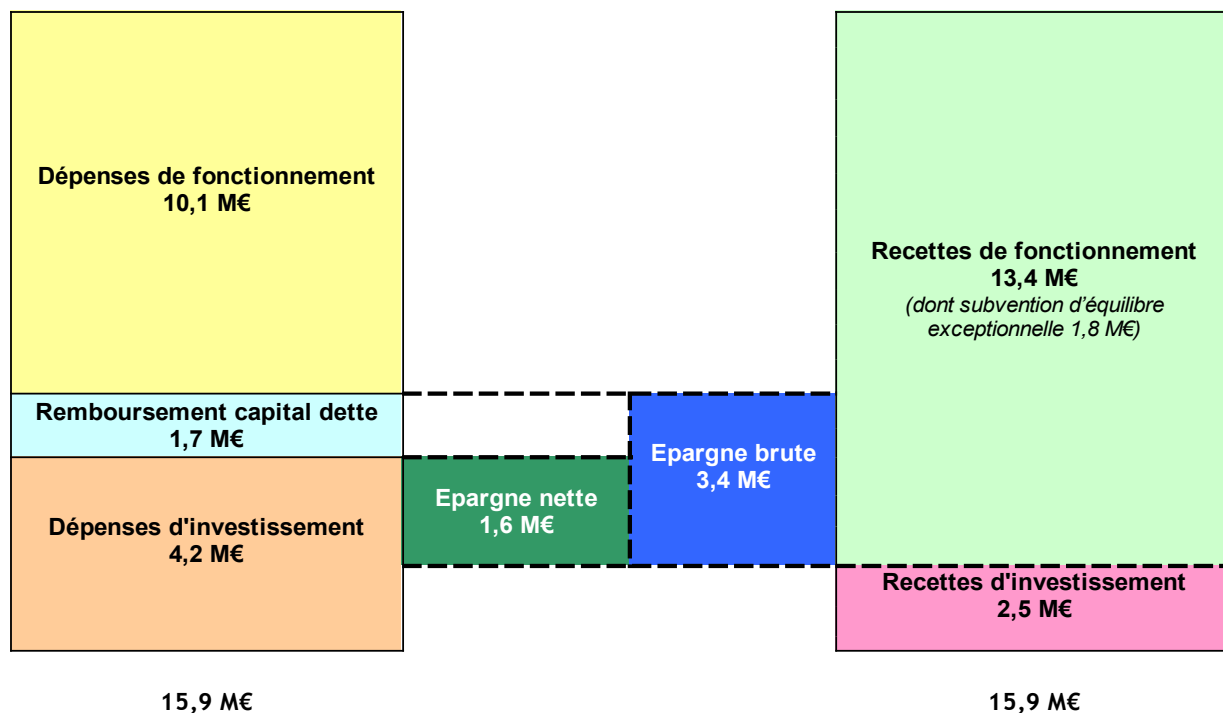 Dépenses de fonctionnement
10,1 M€
Remboursement capital dette
1,7 M€
Dépenses d'investissement
4,2 M€
Epargne nette
1,6 M€
Epargne brute
3,4 M€
Recettes de fonctionnement
13,4 M€
(dont subvention d’équilibre
exceptionnelle 1,8 M€)
Recettes d'investissement
2,5 M€
15,9 M€
15,9 M€